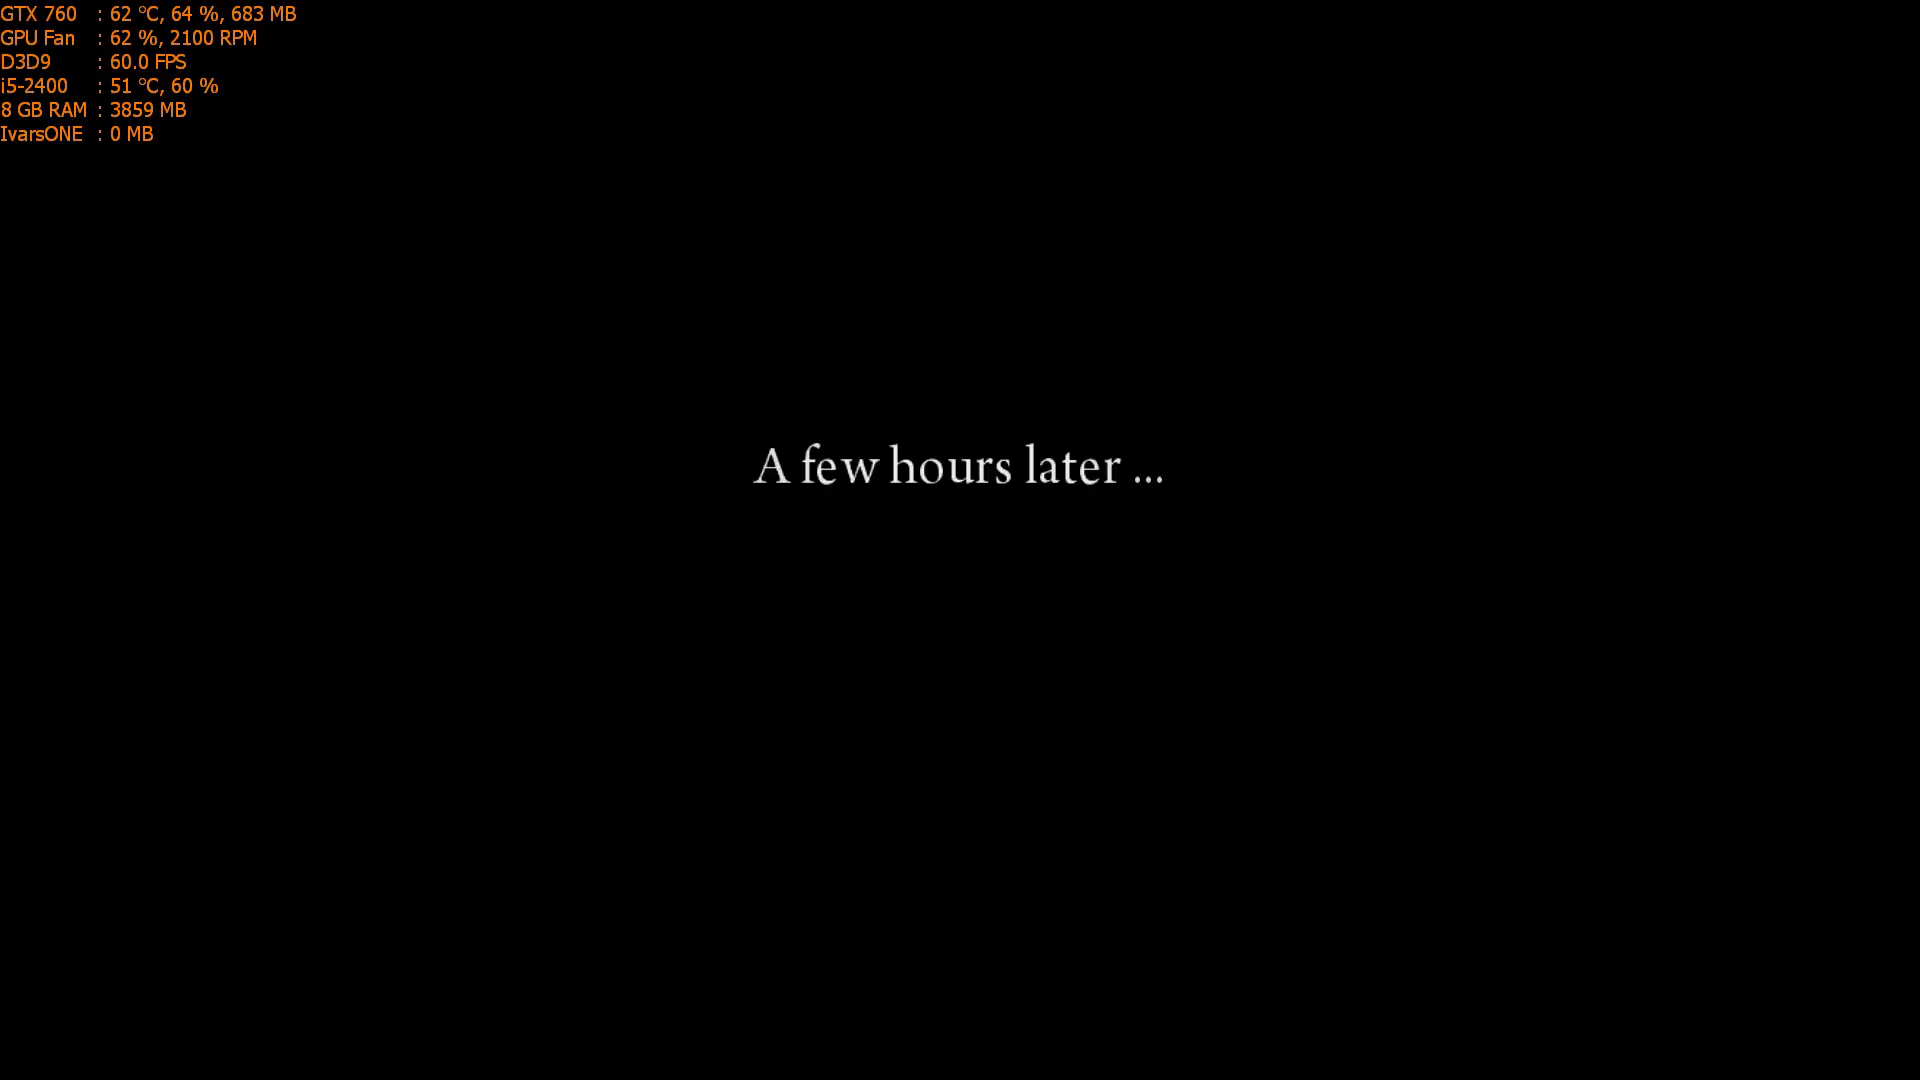 GTX 760 : 62 °C, 64 %, 683 MB
GPU Fan : 62 %, 2100 RPM
D3D9 : 60.0 FPS
i5-2400 : 51 °C, 60 %
8 GB RAM : 3859 MB
IvarsONE : 0 MB
A few hours later ...